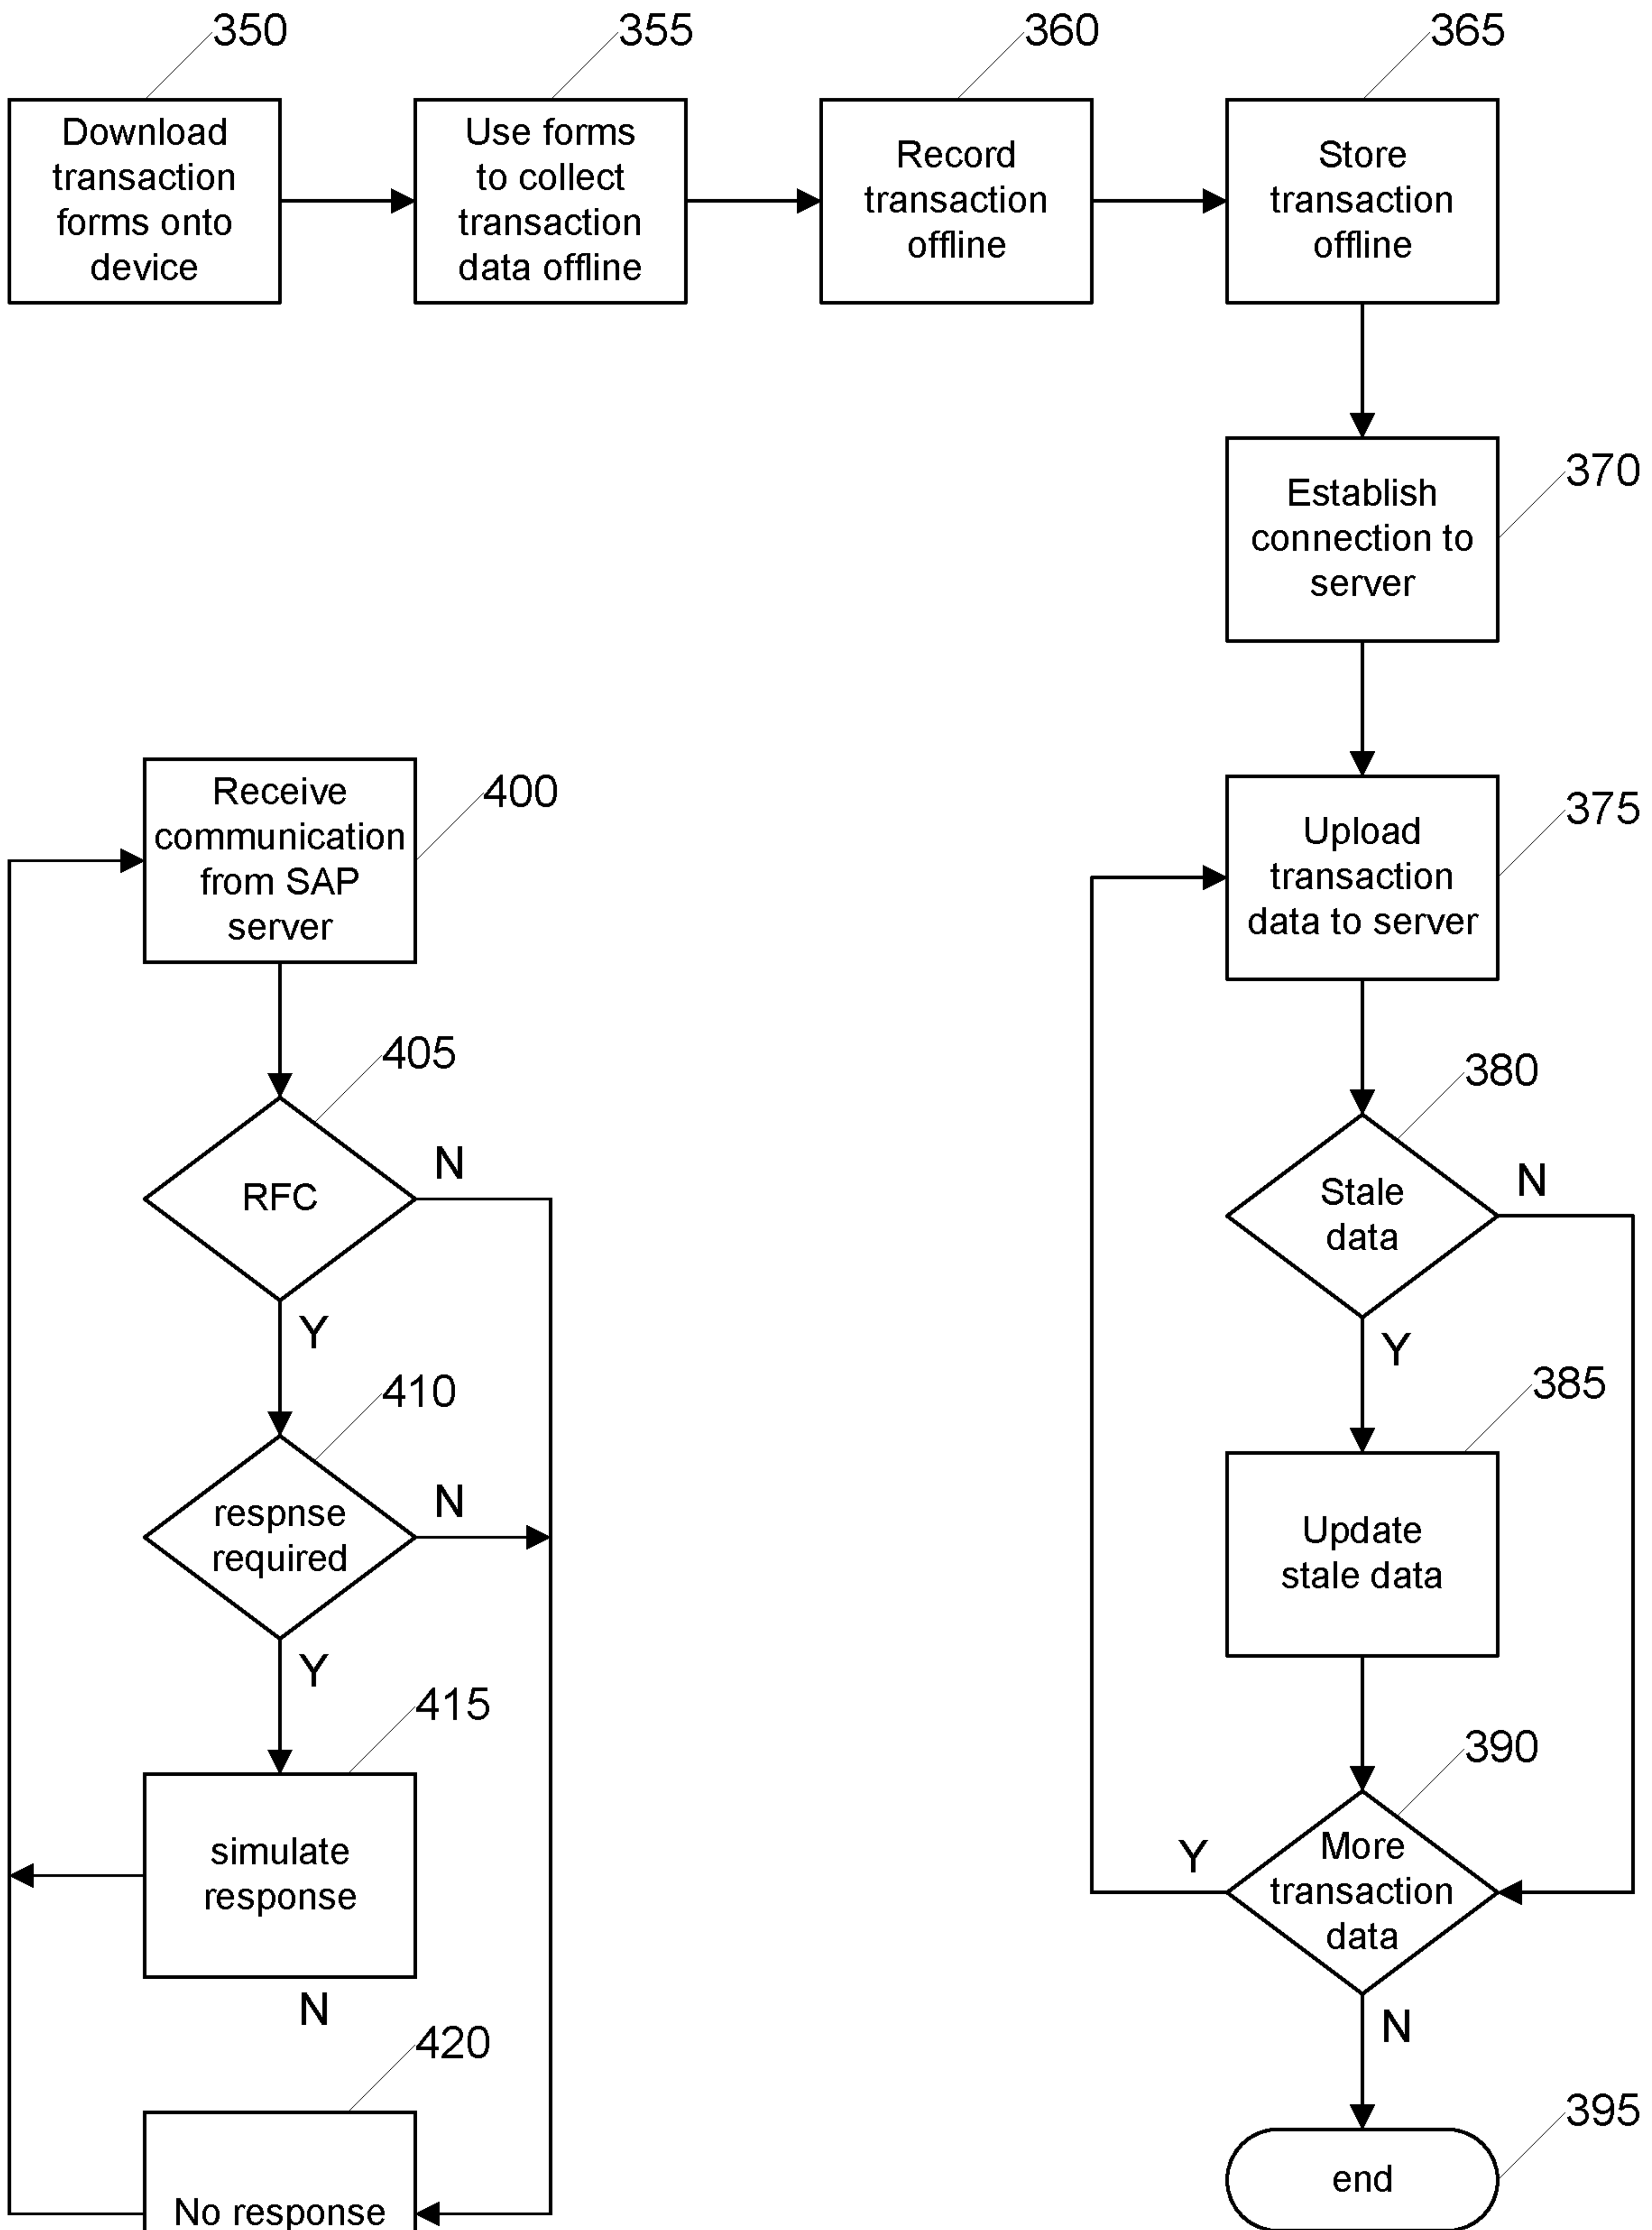 350
Download
transaction
forms onto
device
355
Use forms
to collect
transaction
data offline
360
Record
transaction
offline
365
Store
transaction
offline
370
Establish
connection to
server
375
Upload
transaction
data to server
380
Stale
data
N
Y
385
Update
stale data
390
More
transaction
data
Y
N
395
end
400
Receive
communication
from SAP
server
405
RFC
N
Y
410
respnse
required
N
Y
415
simulate
response
N
420
No response